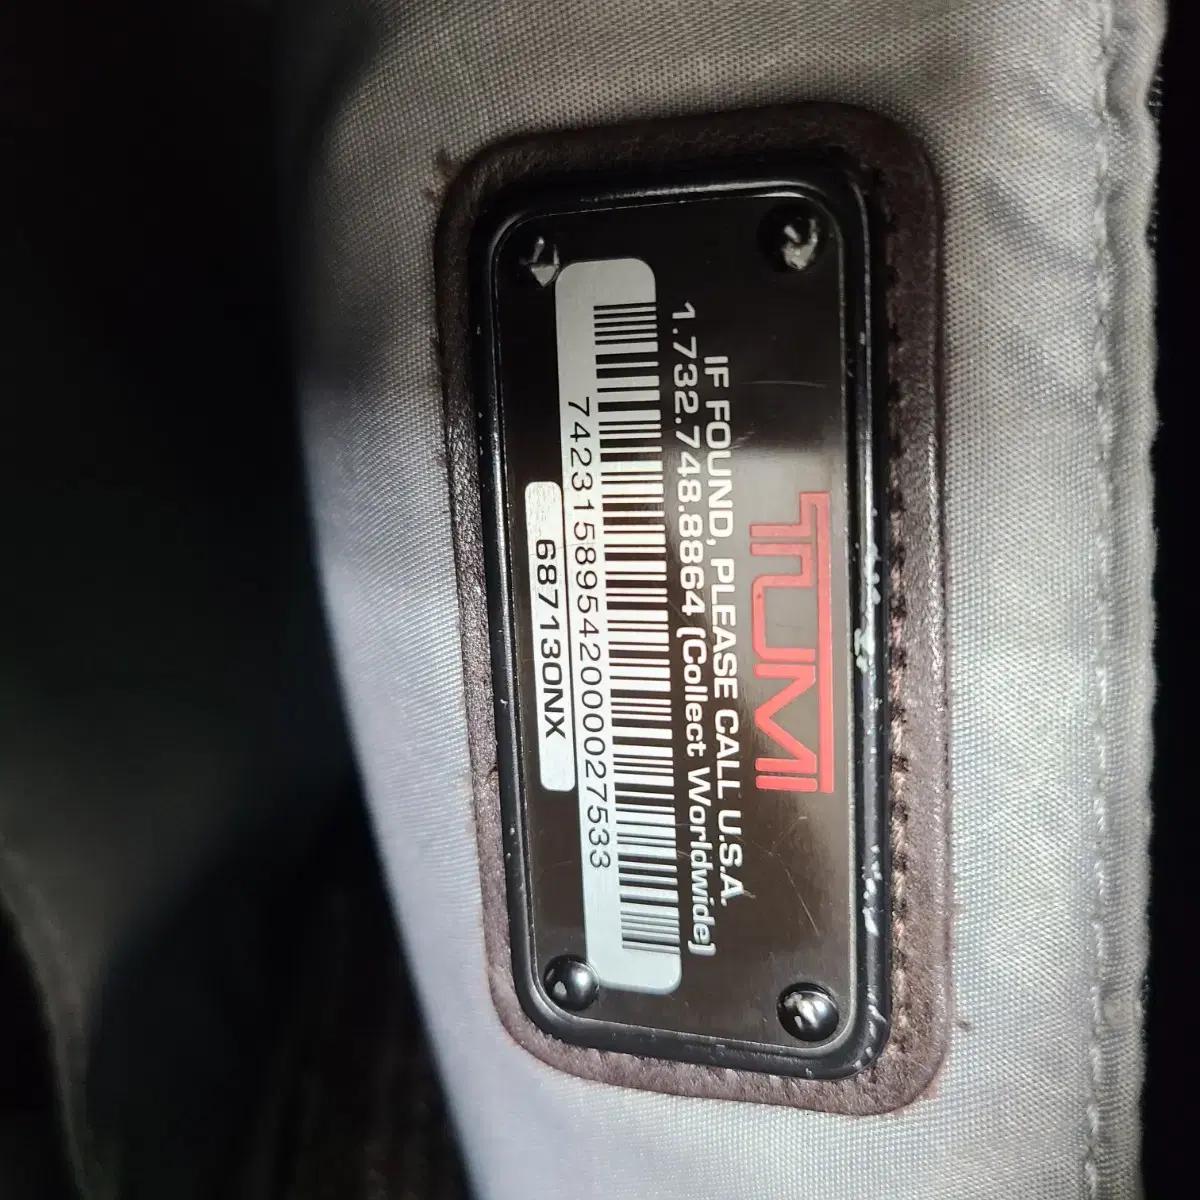 TUMI
IF FOUND, PLEASE CALL U.S.A.
1.732.748.8864 (Collect Worldwide)
74231589542000027533
68713ONX